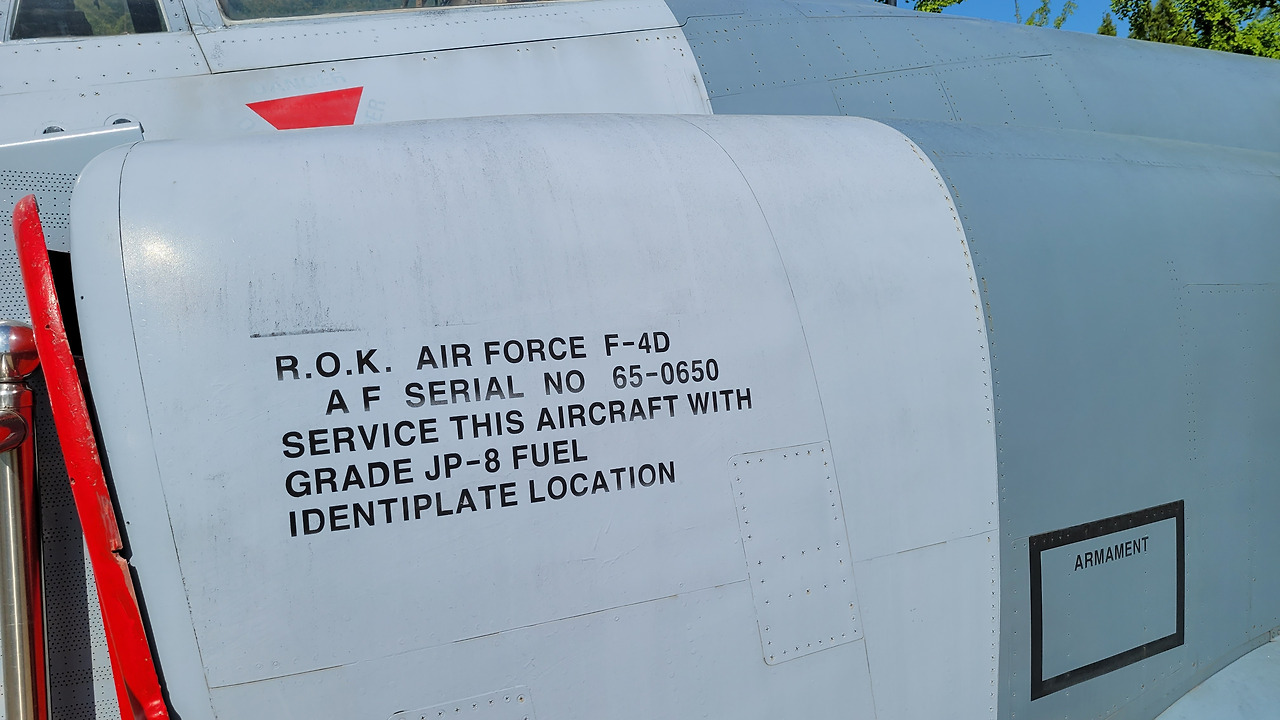 R.O.K. AIR FORCE F-4D
A F SERIAL NO 65-0650
SERVICE THIS AIRCRAFT WITH
GRADE JP-8 FUEL
IDENTIPLATE LOCATION
ARMAMENT